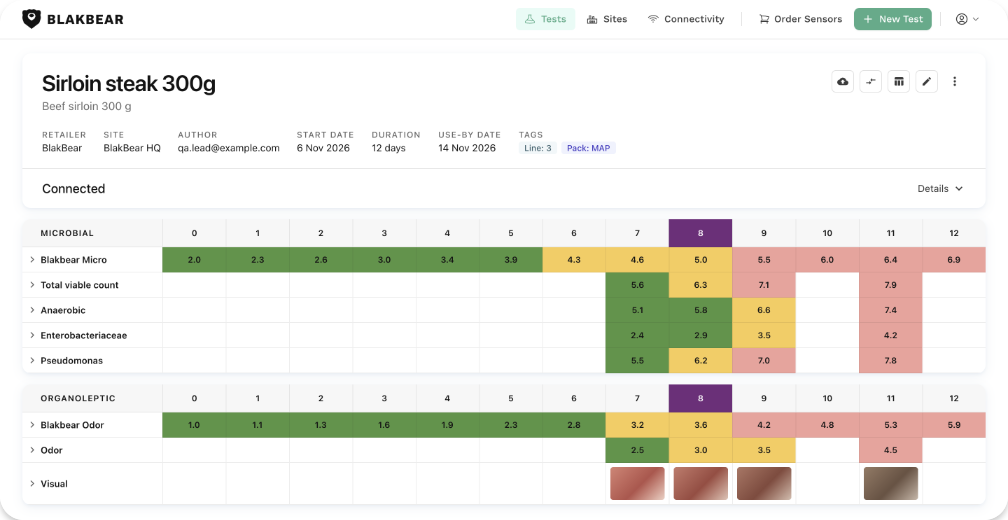 BLAKBEAR
Tests Sites Connectivity Order Sensors + New Test
Sirloin steak 300g
Beef sirloin 300 g
RETAILER SITE AUTHOR START DATE DURATION USE-BY DATE TAGS
BlakBear BlakBear HQ qa.lead@example.com 6 Nov 2026 12 days 14 Nov 2026 Line: 3 Pack: MAP
Connected Details
MICROBIAL 0 1 2 3 4 5 6 7 8 9 10 11 12
Blakbear Micro 2.0 2.3 2.6 3.0 3.4 3.9 4.3 4.6 5.0 5.5 6.0 6.4 6.9
Total viable count 5.6 6.3 7.1 7.9
Anaerobic 5.1 5.8 6.6 7.4
Enterobacteriaceae 2.4 2.9 3.5 4.2
Pseudomonas 5.5 6.2 7.0 7.8
ORGANOLEPTIC 0 1 2 3 4 5 6 7 8 9 10 11 12
Blakbear Odor 1.0 1.1 1.3 1.6 1.9 2.3 2.8 3.2 3.6 4.2 4.8 5.3 5.9
Odor 2.5 3.0 3.5 4.5
Visual